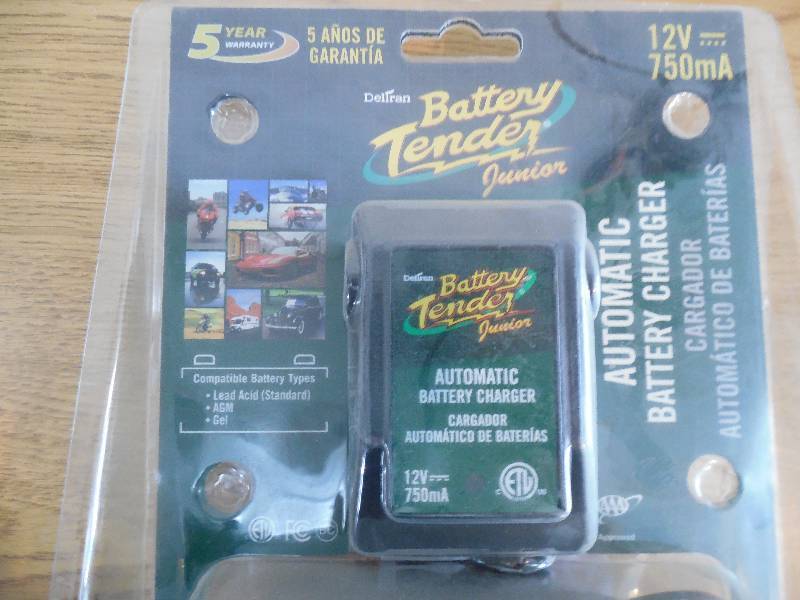 5 YEAR
WARRANTY
5 AÑOS DE
GARANTÍA
12V
750mA
Deltran
Battery
Tender
Junior
AUTOMATIC
BATTERY CHARGER
CARGADOR
AUTOMÁTICO DE BATERÍAS
Deltran
Battery
Tender
Junior
AUTOMATIC
BATTERY CHARGER
CARGADOR
AUTOMÁTICO DE BATERÍAS
12V
750mA
ETL
Compatible Battery Types
• Lead Acid (Standard)
• AGM
• Gel
ETL FC
AAA
Approved